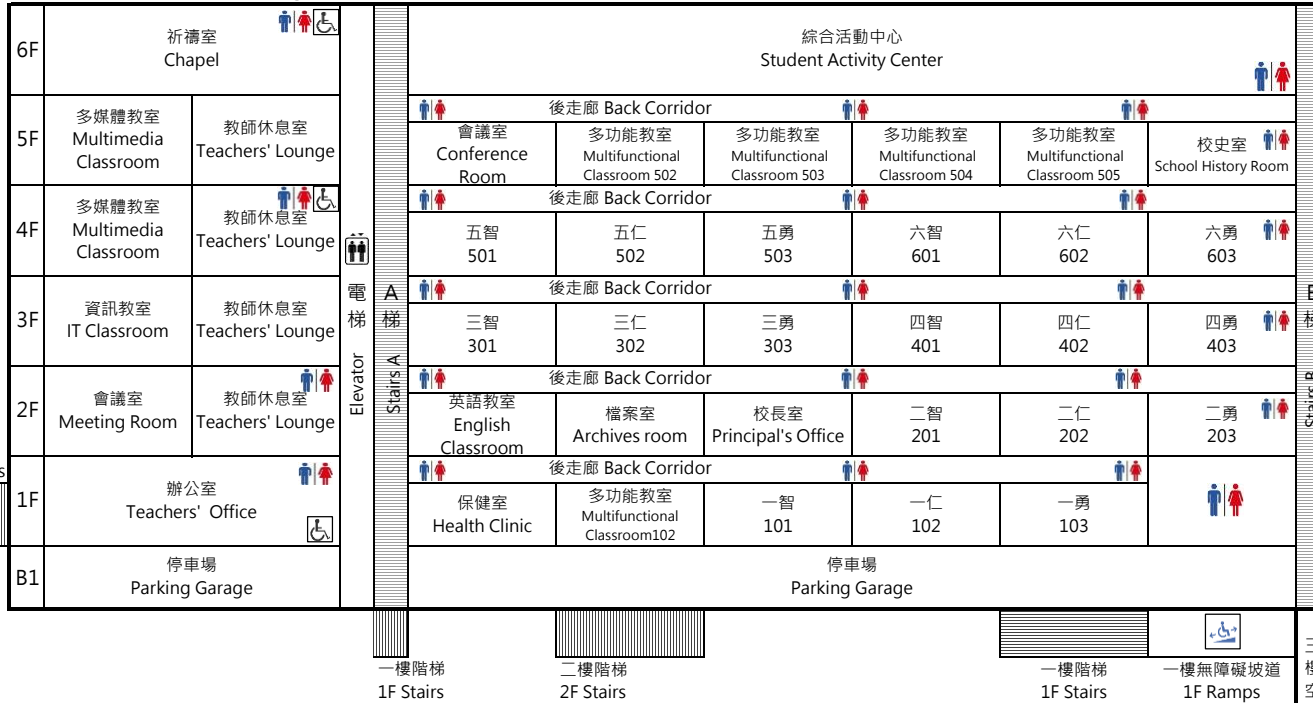 6F
祈禱室
Chapel
綜合活動中心
Student Activity Center
5F
多媒體教室
Multimedia
Classroom
教師休息室
Teachers' Lounge
後走廊 Back Corridor
會議室
Conference
Room
多功能教室
Multifunctional
Classroom 502
多功能教室
Multifunctional
Classroom 503
多功能教室
Multifunctional
Classroom 504
多功能教室
Multifunctional
Classroom 505
校史室
School History Room
4F
多媒體教室
Multimedia
Classroom
教師休息室
Teachers' Lounge
後走廊 Back Corridor
五智
501
五仁
502
五勇
503
六智
601
六仁
602
六勇
603
3F
資訊教室
IT Classroom
教師休息室
Teachers' Lounge
後走廊 Back Corridor
三智
301
三仁
302
三勇
303
四智
401
四仁
402
四勇
403
電梯 Elevator
A梯 Stairs A
2F
會議室
Meeting Room
教師休息室
Teachers' Lounge
後走廊 Back Corridor
英語教室
English
Classroom
檔案室
Archives room
校長室
Principal's Office
二智
201
二仁
202
二勇
203
1F
辦公室
Teachers' Office
後走廊 Back Corridor
保健室
Health Clinic
多功能教室
Multifunctional
Classroom102
一智
101
一仁
102
一勇
103
B1
停車場
Parking Garage
停車場
Parking Garage
一樓階梯
1F Stairs
二樓階梯
2F Stairs
一樓階梯
1F Stairs
一樓無障礙坡道
1F Ramps